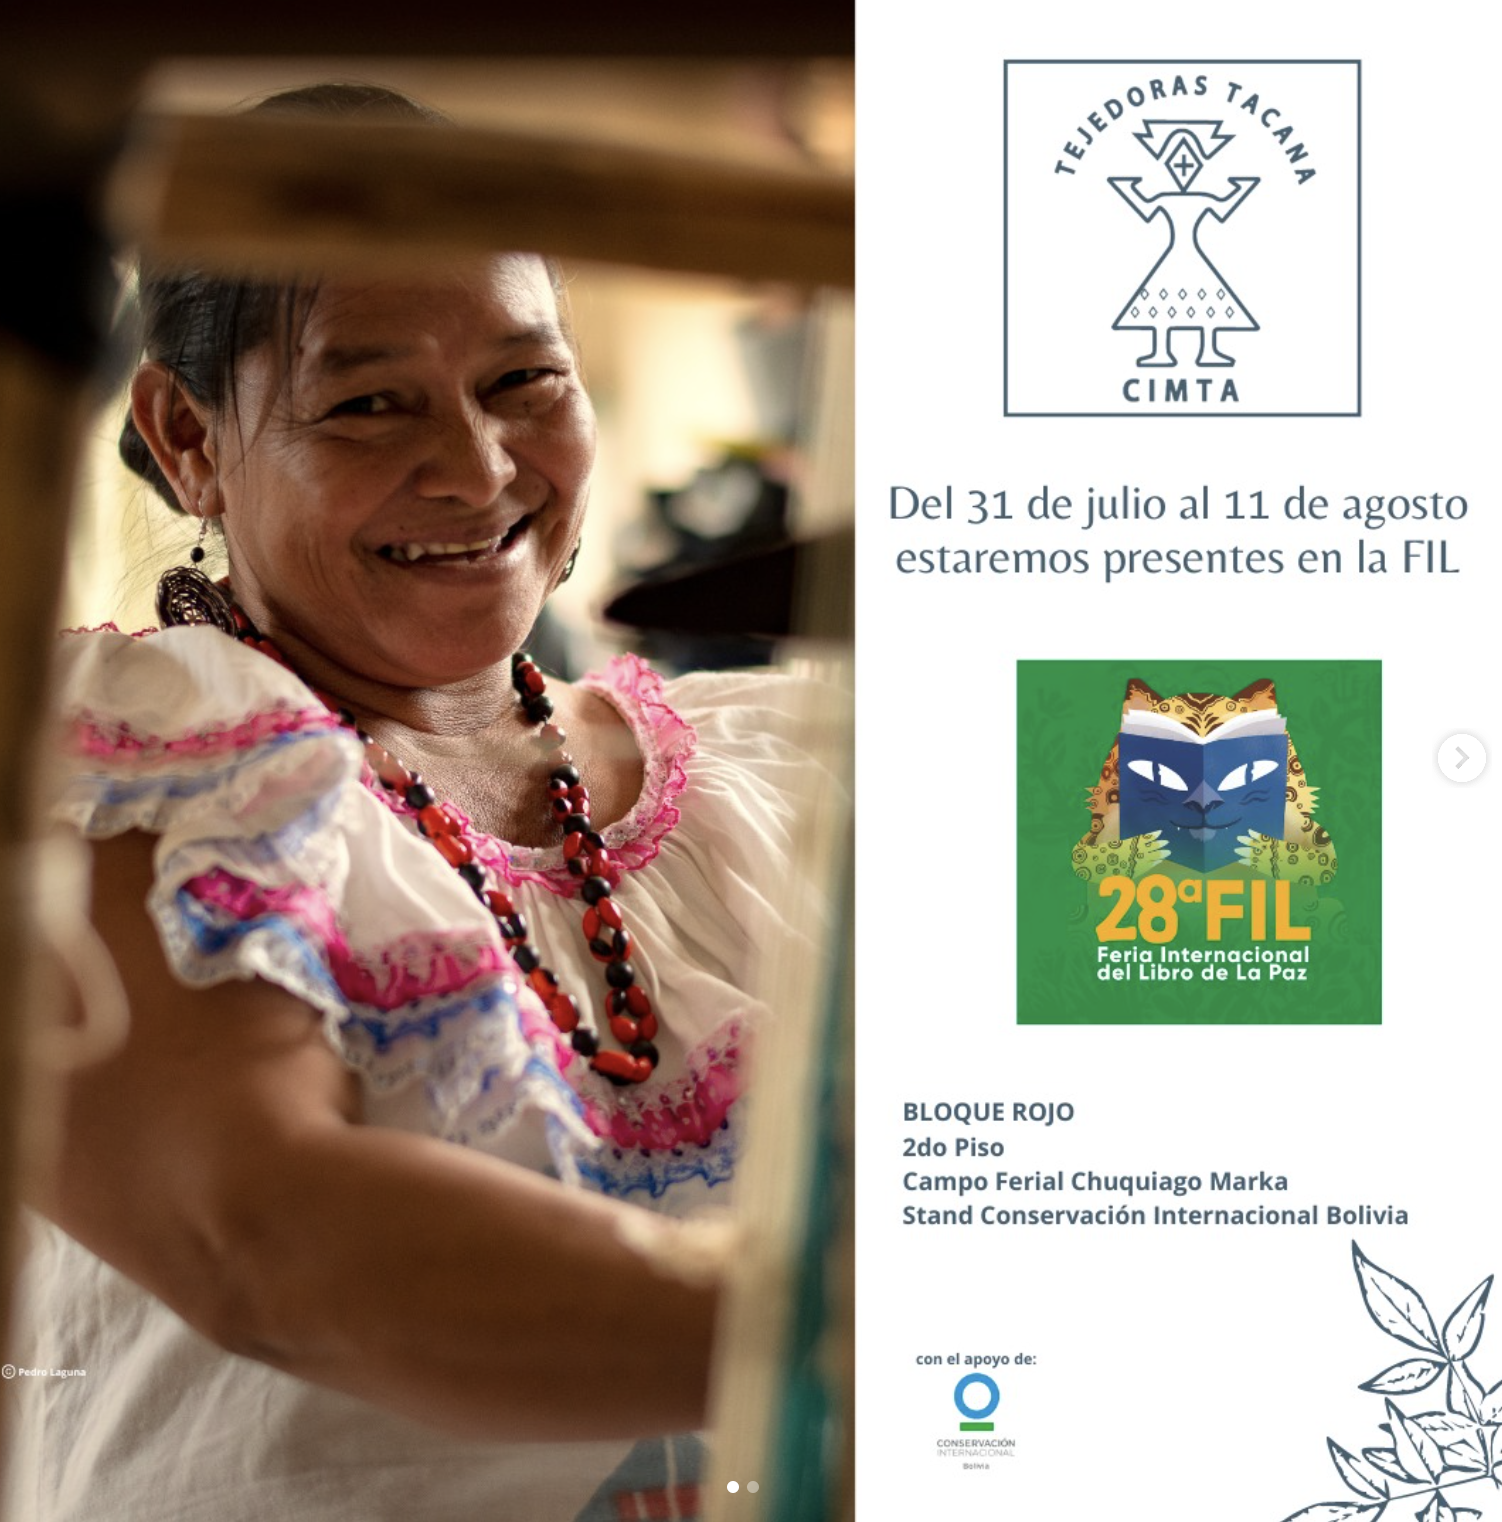 TEJEDORAS TACANA
CIMTA
Del 31 de julio al 11 de agosto
estaremos presentes en la FIL
28ª FIL
Feria Internacional
del Libro de La Paz
BLOQUE ROJO
2do Piso
Campo Ferial Chuquiago Marka
Stand Conservación Internacional Bolivia
con el apoyo de:
CONSERVACIÓN
INTERNACIONAL
Bolivia
© Pedro Laguna